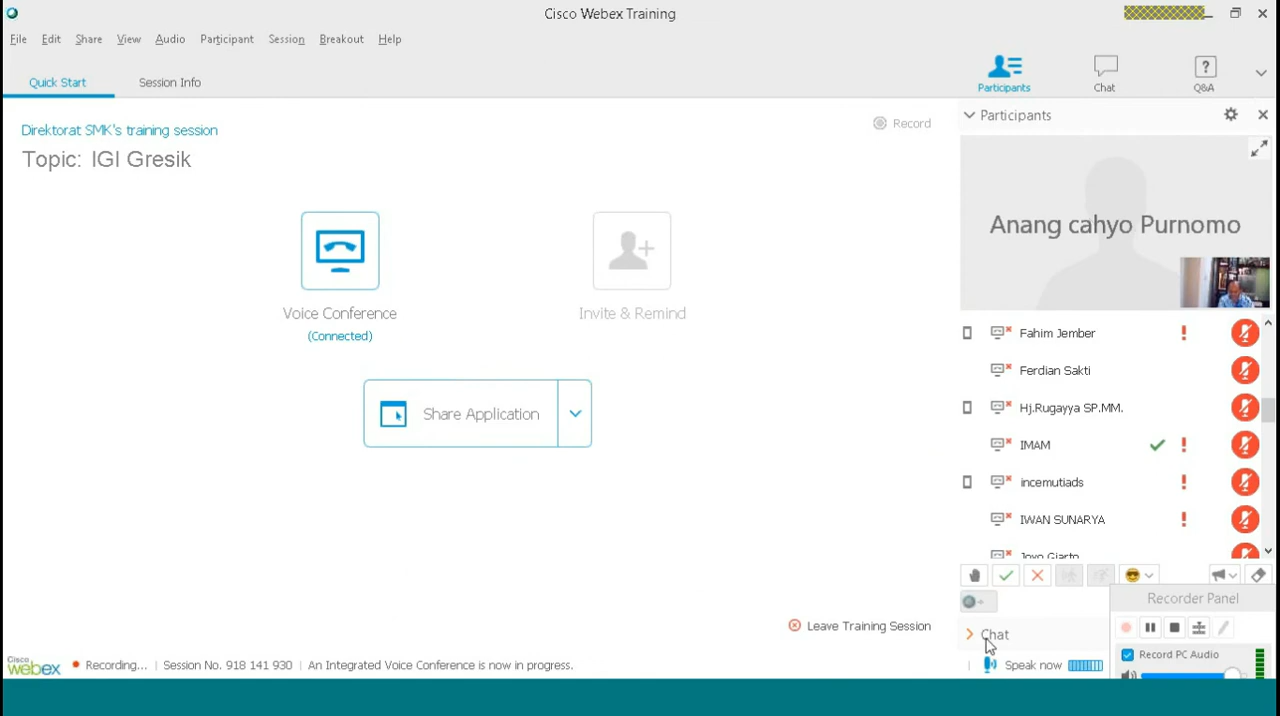 Cisco Webex Training
File Edit Share View Audio Participant Session Breakout Help
Quick Start Session Info
Participants Chat Q&A
Direktorat SMK's training session
Topic: IGI Gresik
Record
Voice Conference
(Connected)
Invite & Remind
Share Application
Leave Training Session
Participants
Anang cahyo Purnomo
Fahim Jember
Ferdian Sakti
Hj.Rugayya SP.MM.
IMAM
incemutiads
IWAN SUNARYA
Joyo Giarto
Recorder Panel
Chat
Record PC Audio
Speak now
Cisco webex Recording... Session No. 918 141 930 An Integrated Voice Conference is now in progress.